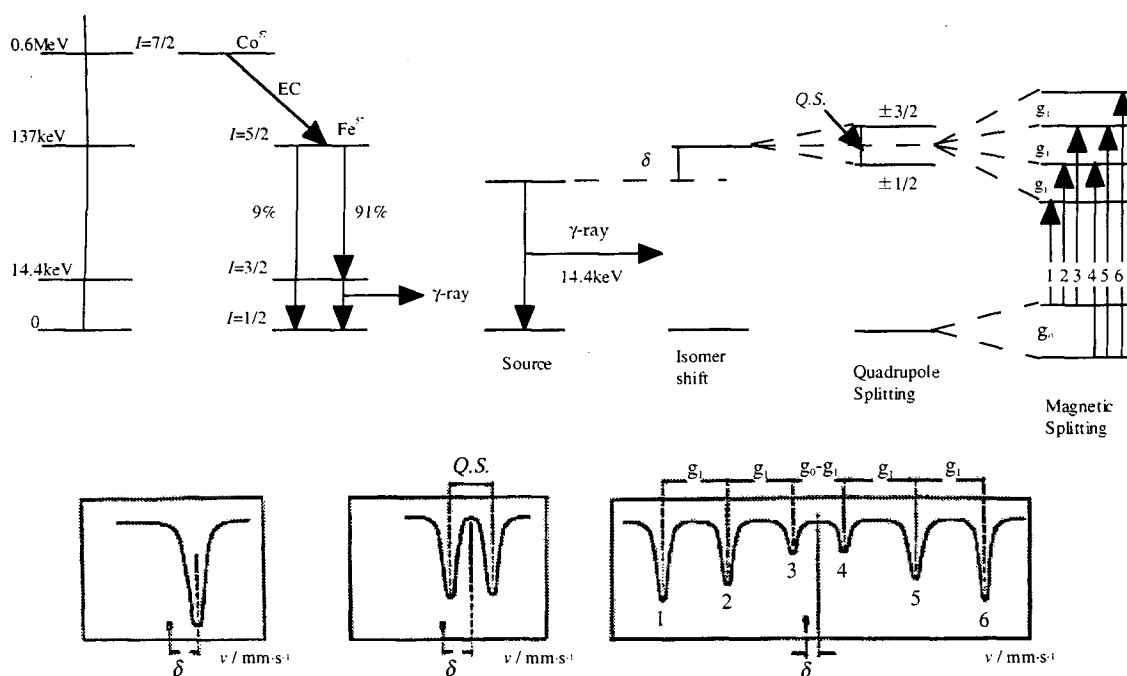 0.6MeV
I=7/2
Co⁵⁷
EC
137keV
I=5/2
Fe⁵⁷
9%
91%
14.4keV
I=3/2
γ-ray
0
I=1/2
γ-ray
14.4keV
Source
δ
Isomer
shift
Q.S.
±3/2
±1/2
Quadrupole
Splitting
g₁
g₁
g₁
1 2 3 4 5 6
g₀
Magnetic
Splitting
δ
v / mm·s⁻¹
Q.S.
δ
v / mm·s⁻¹
g₁ g₁ g₀-g₁ g₁ g₁
1 2 3 4 5 6
δ
v / mm·s⁻¹